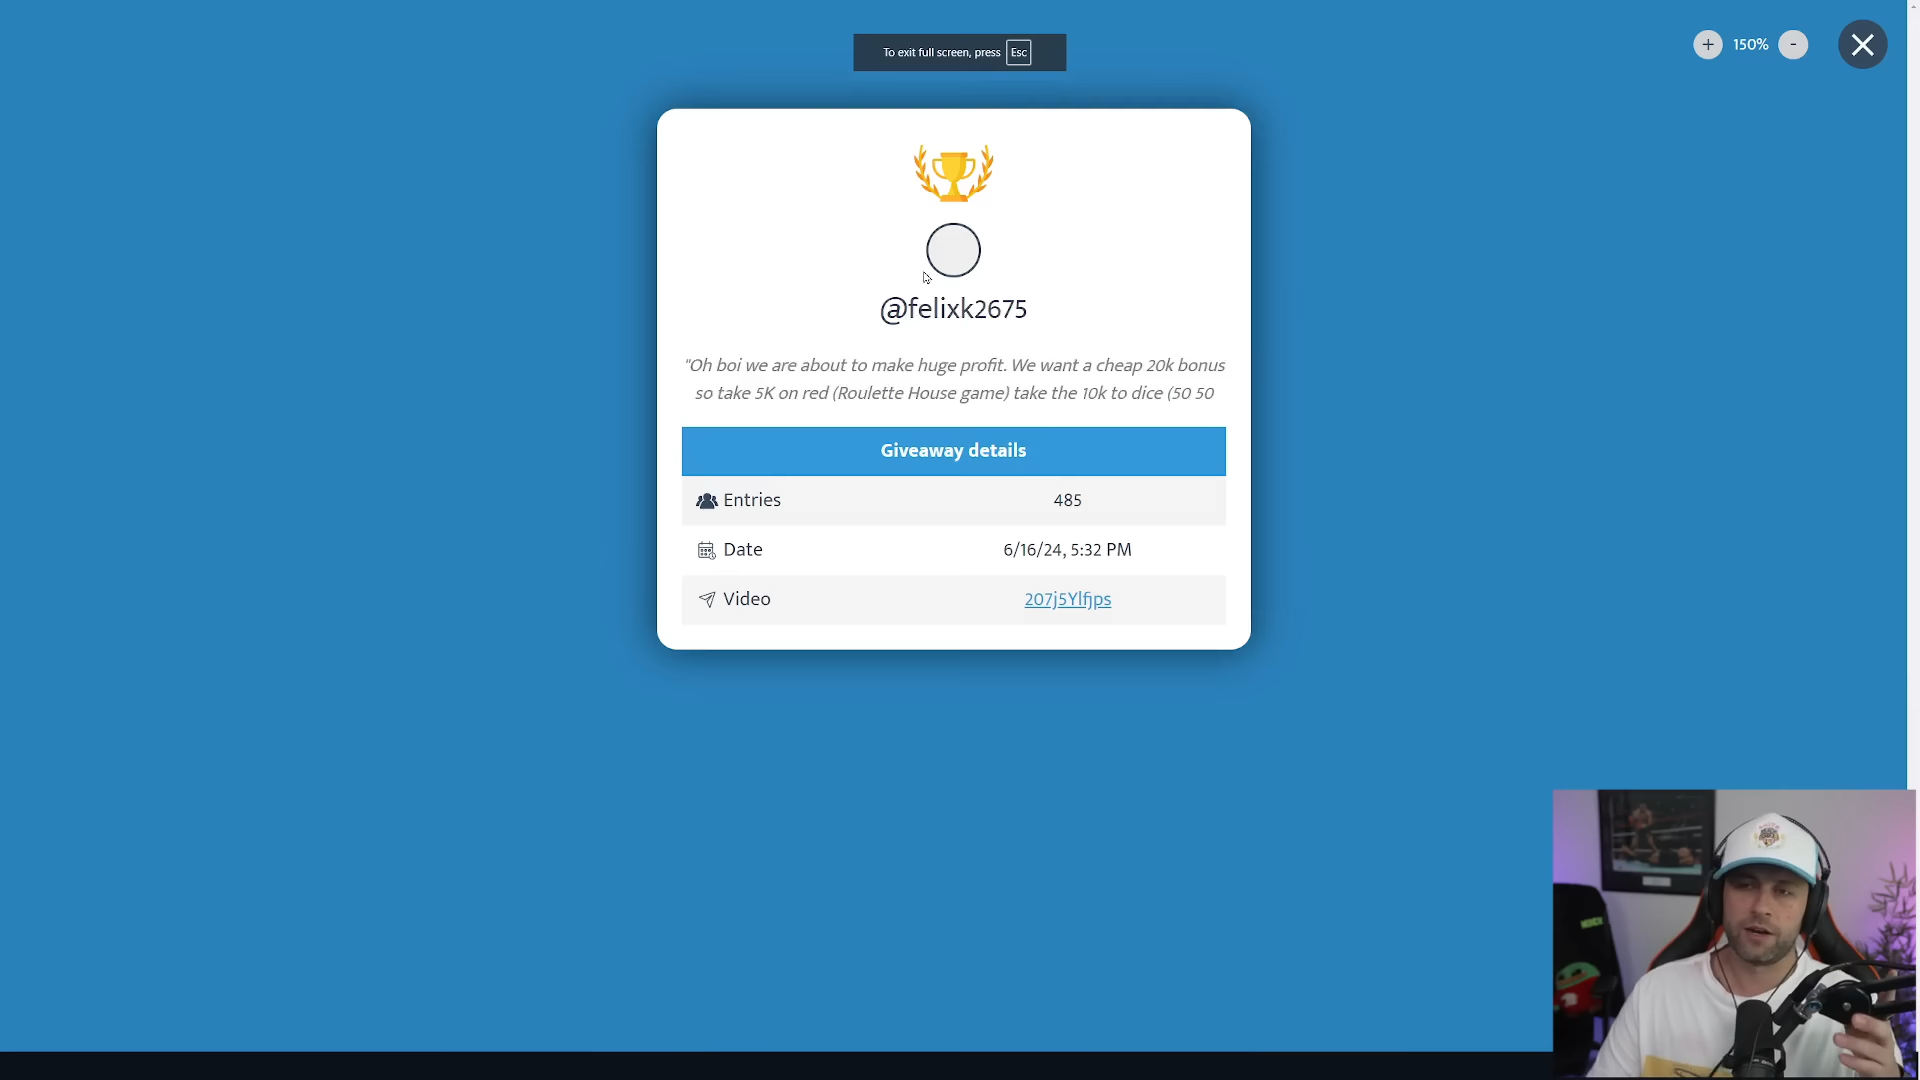 To exit full screen, press Esc
+ 150% -
@felixk2675
"Oh boi we are about to make huge profit. We want a cheap 20k bonus
so take 5K on red (Roulette House game) take the 10k to dice (50 50
Giveaway details
Entries 485
Date 6/16/24, 5:32 PM
Video 207j5Ylfjps